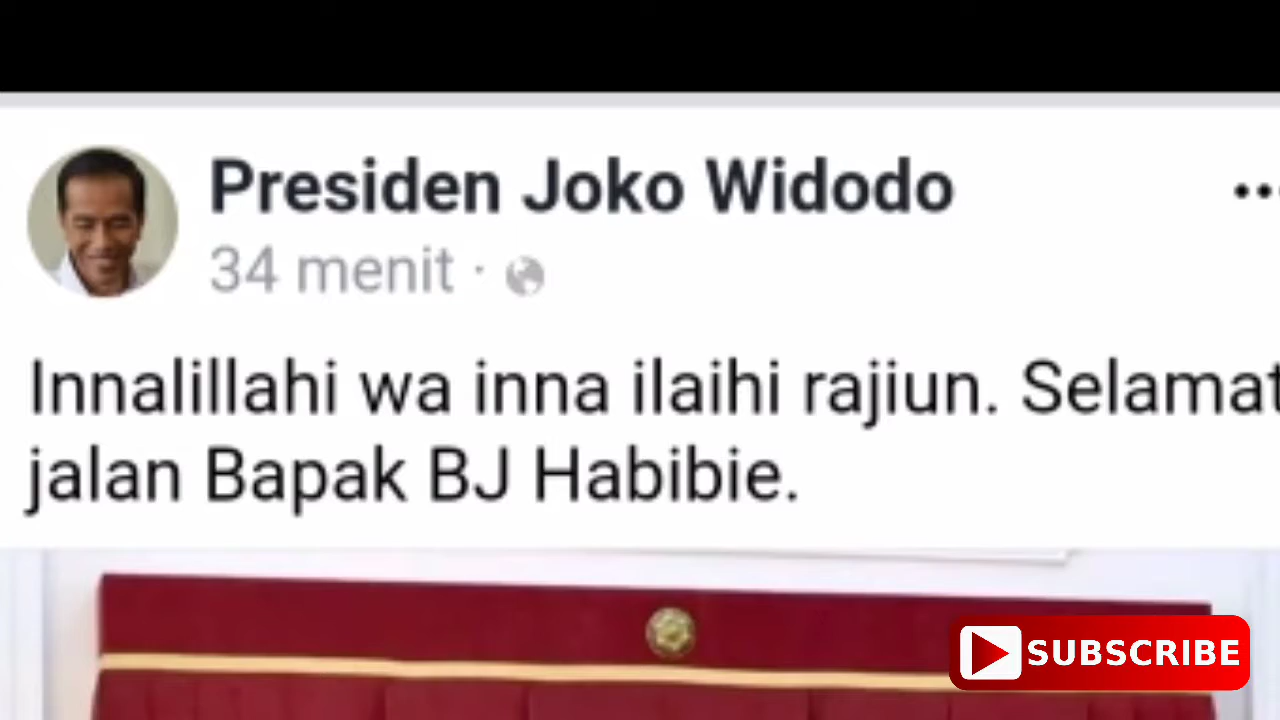 Presiden Joko Widodo
34 menit ·
Innalillahi wa inna ilaihi rajiun. Selamat
jalan Bapak BJ Habibie.
SUBSCRIBE